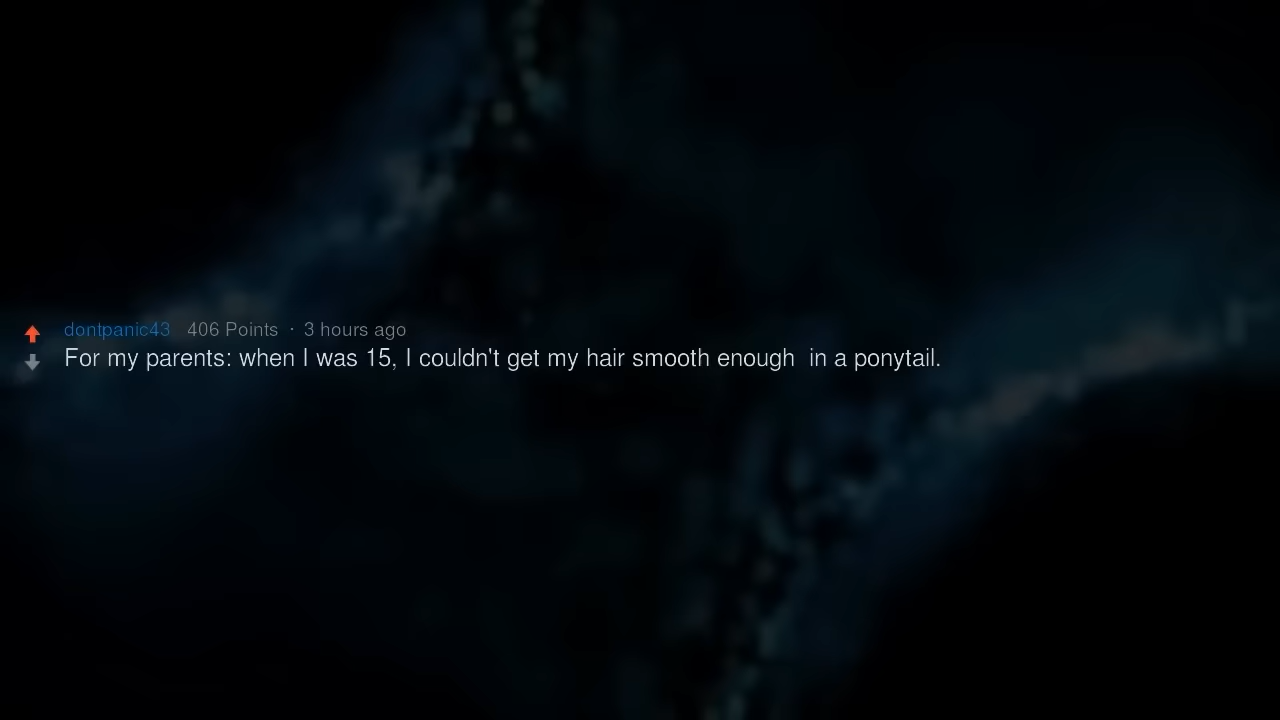 dontpanic43 406 Points · 3 hours ago
For my parents: when I was 15, I couldn't get my hair smooth enough  in a ponytail.